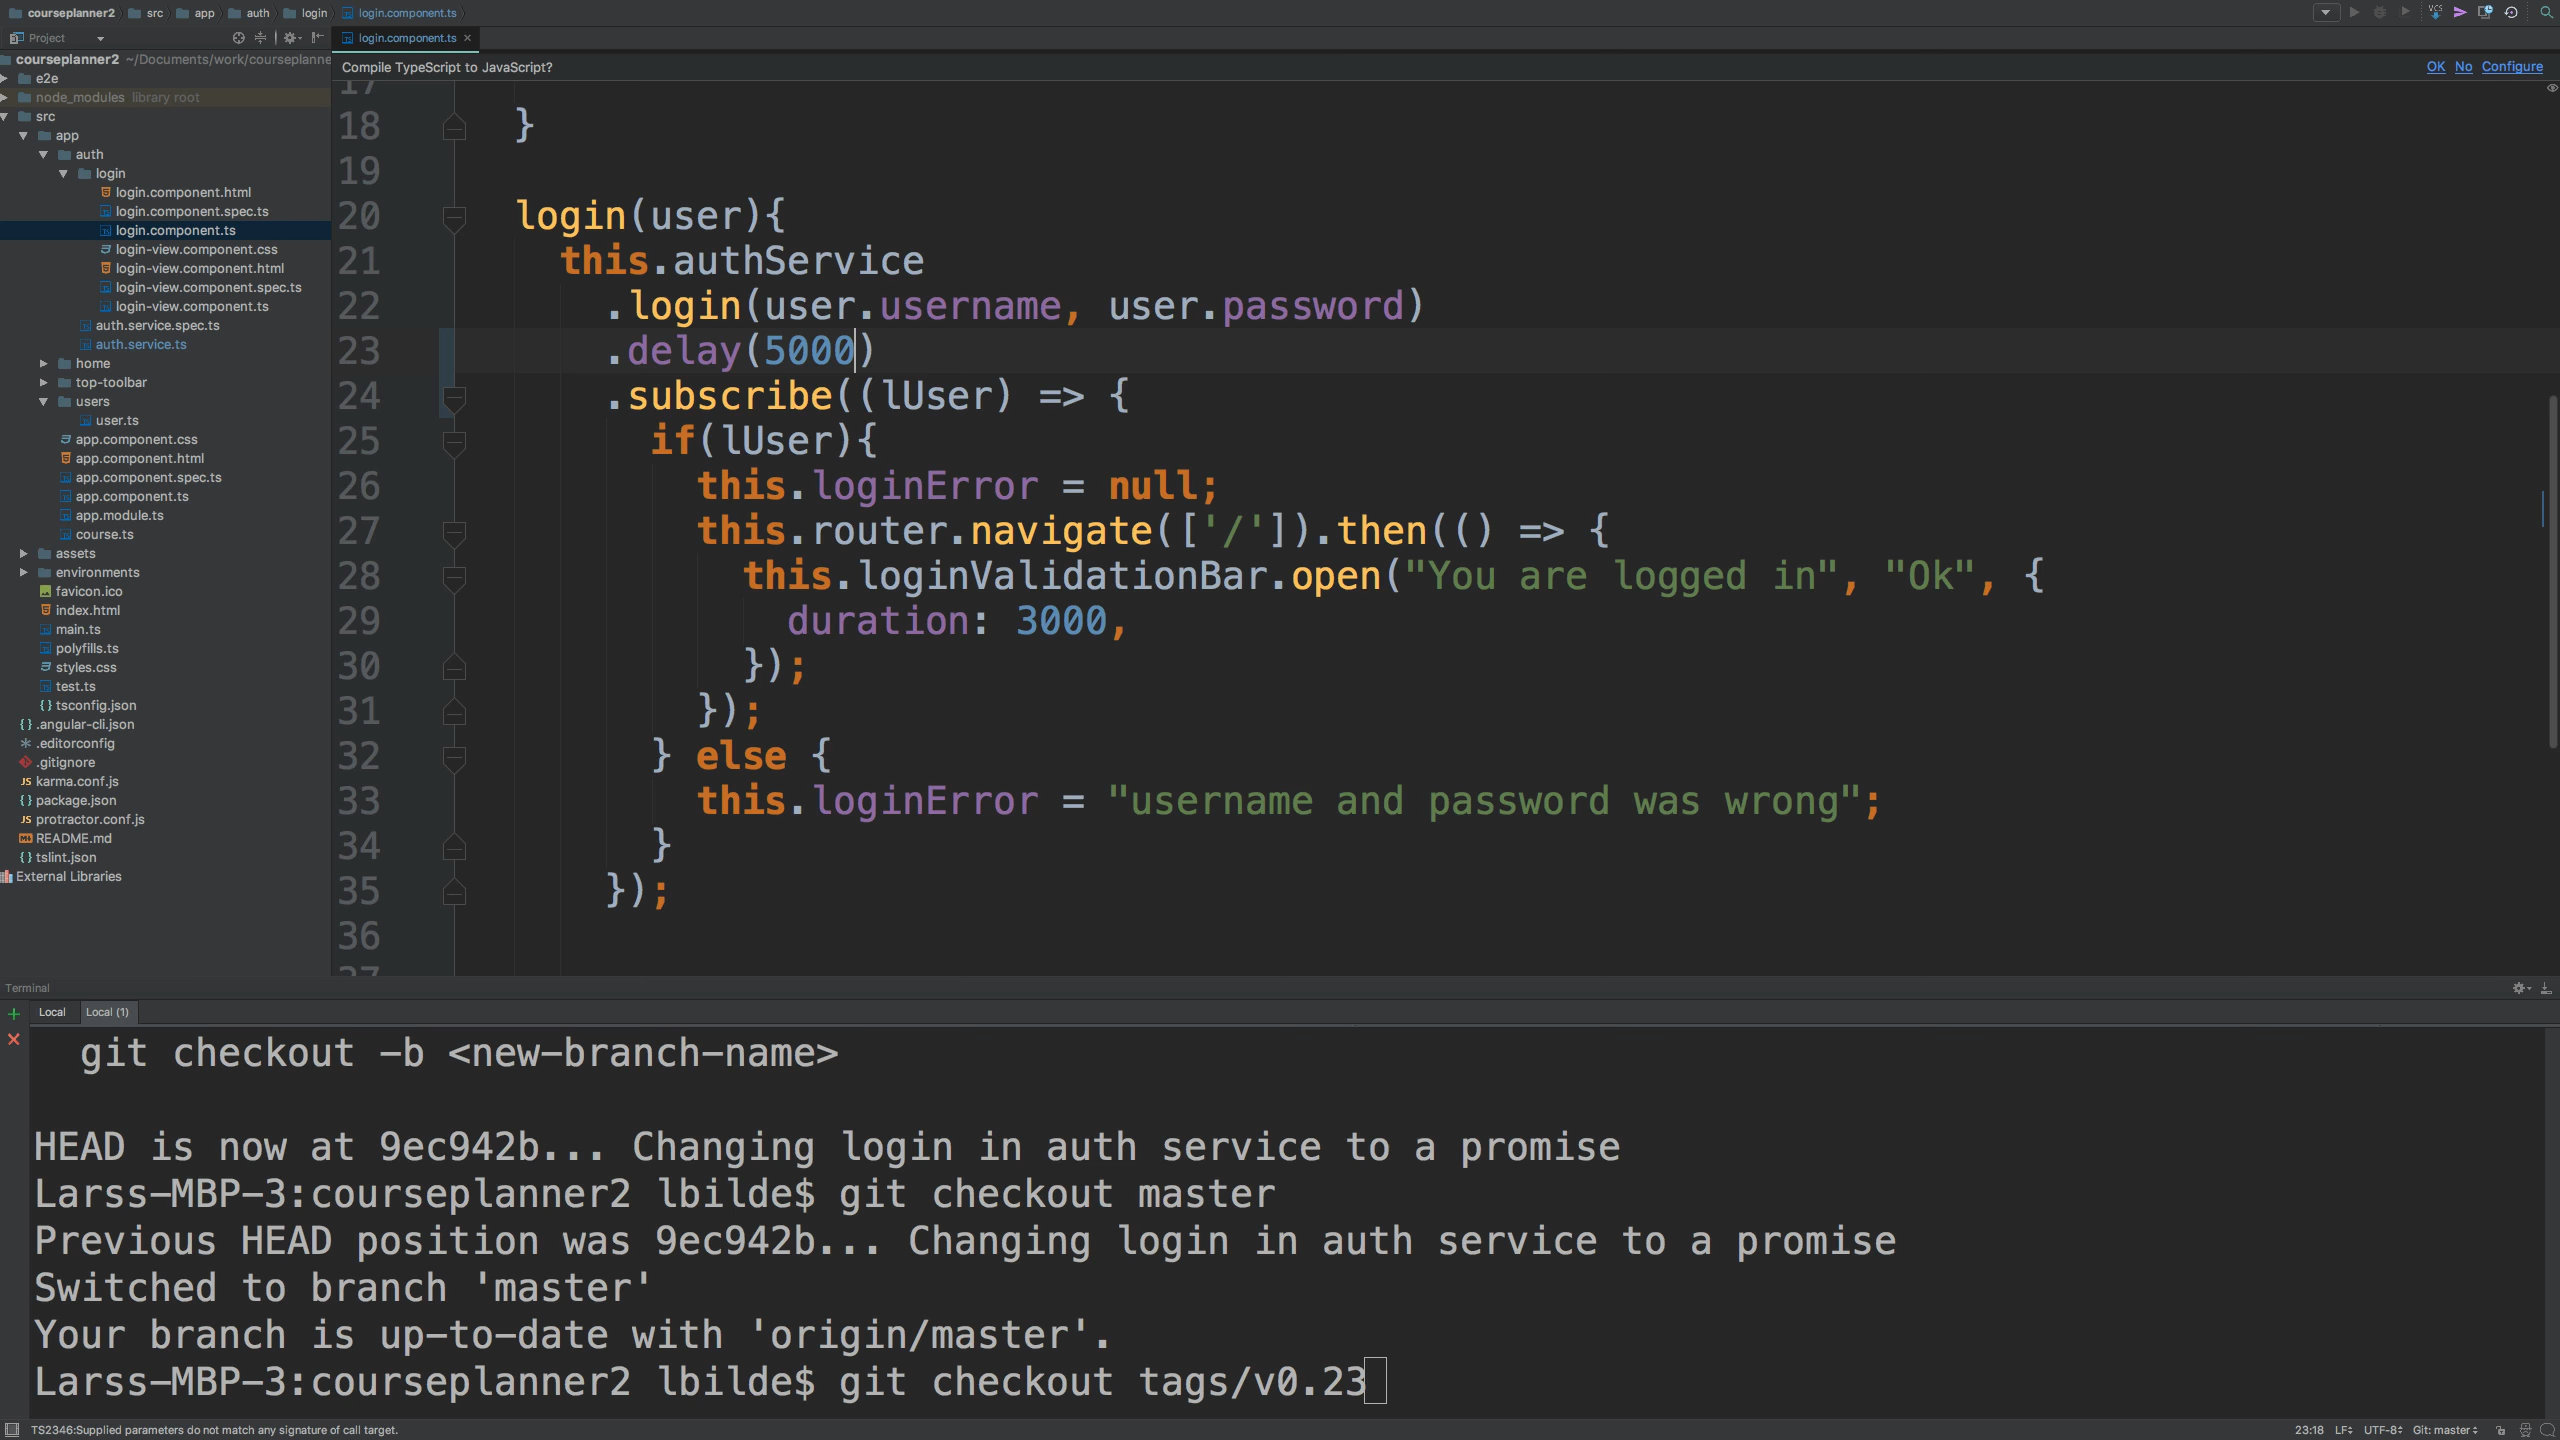 courseplanner2 src app auth login login.component.ts
Project
login.component.ts
courseplanner2 ~/Documents/work/courseplanne
Compile TypeScript to JavaScript?
OK No Configure
e2e
node_modules library root
src
app
auth
login
login.component.html
login.component.spec.ts
login.component.ts
login-view.component.css
login-view.component.html
login-view.component.spec.ts
login-view.component.ts
auth.service.spec.ts
auth.service.ts
home
top-toolbar
users
user.ts
app.component.css
app.component.html
app.component.spec.ts
app.component.ts
app.module.ts
course.ts
assets
environments
favicon.ico
index.html
main.ts
polyfills.ts
styles.css
test.ts
tsconfig.json
.angular-cli.json
.editorconfig
.gitignore
karma.conf.js
package.json
protractor.conf.js
README.md
tslint.json
External Libraries
17
18 }
19
20 login(user){
21 this.authService
22 .login(user.username, user.password)
23 .delay(5000)
24 .subscribe((lUser) => {
25 if(lUser){
26 this.loginError = null;
27 this.router.navigate(['/']).then(() => {
28 this.loginValidationBar.open("You are logged in", "Ok", {
29 duration: 3000,
30 });
31 });
32 } else {
33 this.loginError = "username and password was wrong";
34 }
35 });
36
37
Terminal
Local Local (1)
git checkout -b <new-branch-name>
HEAD is now at 9ec942b... Changing login in auth service to a promise
Larss-MBP-3:courseplanner2 lbilde$ git checkout master
Previous HEAD position was 9ec942b... Changing login in auth service to a promise
Switched to branch 'master'
Your branch is up-to-date with 'origin/master'.
Larss-MBP-3:courseplanner2 lbilde$ git checkout tags/v0.23
TS2346:Supplied parameters do not match any signature of call target.
23:18 LF UTF-8 Git: master